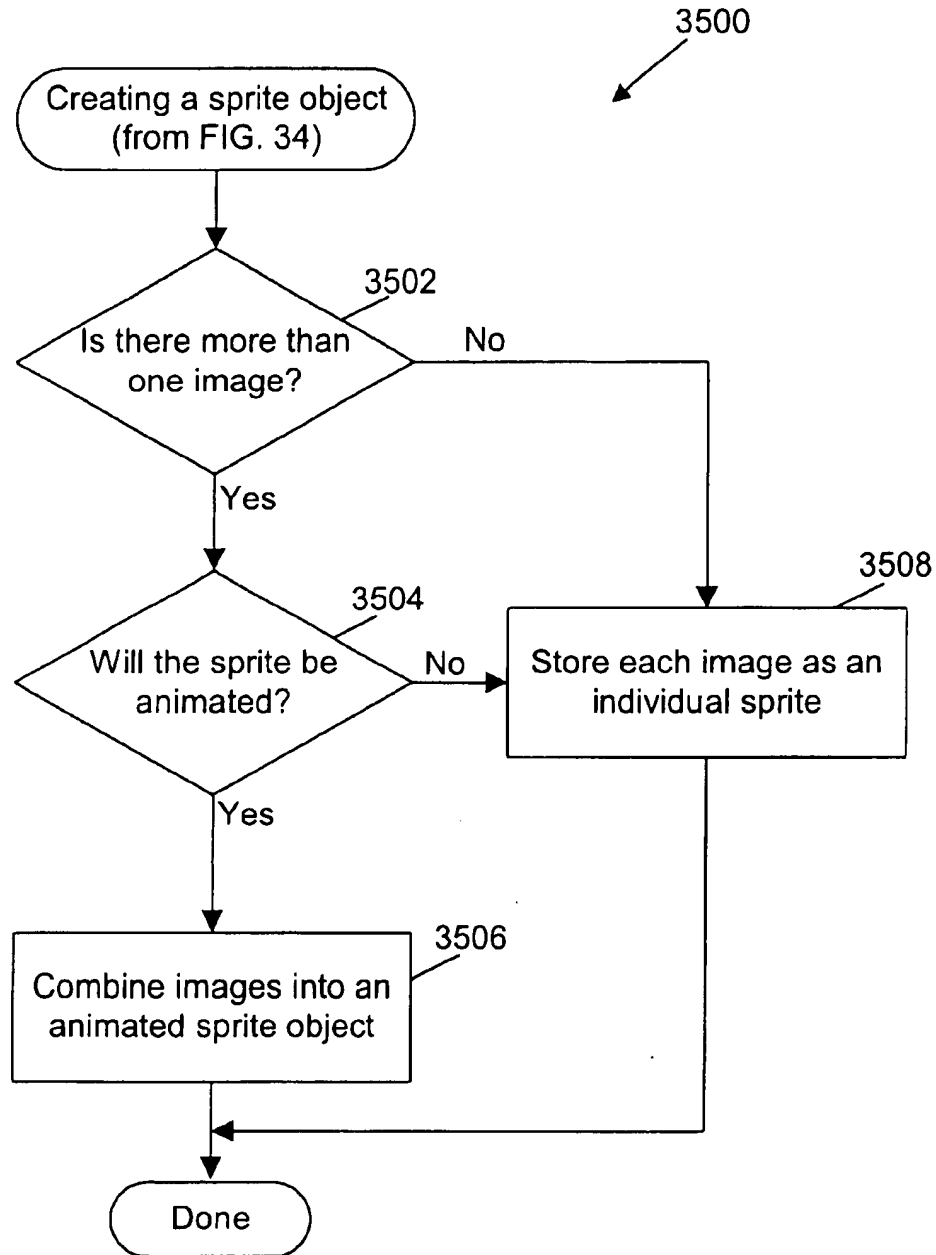 3500
Creating a sprite object
(from FIG. 34)
3502
Is there more than
one image?
No
Yes
3504
Will the sprite be
animated?
No
3508
Store each image as an
individual sprite
Yes
3506
Combine images into an
animated sprite object
Done